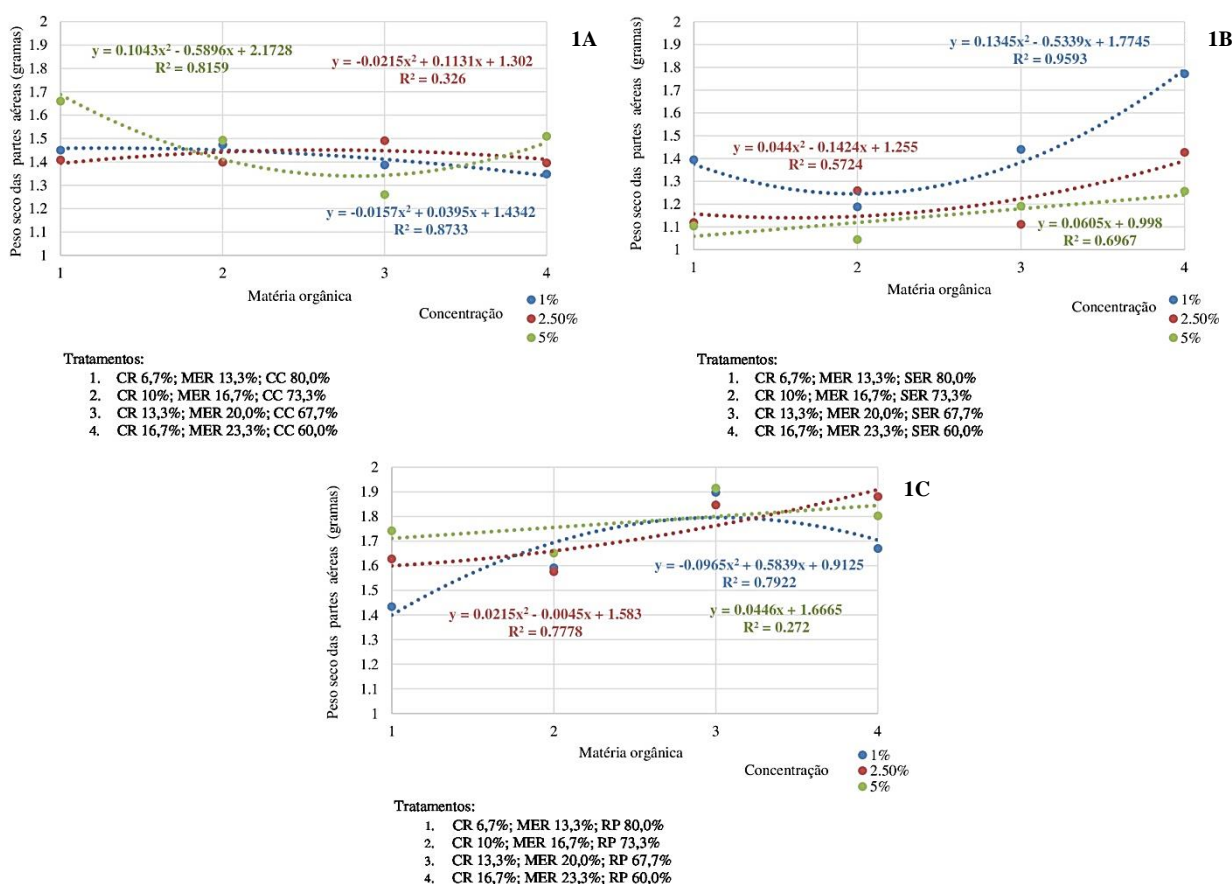 1A
Peso seco das partes aéreas (gramas)
2
1.9
1.8
1.7
1.6
1.5
1.4
1.3
1.2
1.1
1
y = 0.1043x² - 0.5896x + 2.1728
R² = 0.8159
y = -0.0215x² + 0.1131x + 1.302
R² = 0.326
y = -0.0157x² + 0.0395x + 1.4342
R² = 0.8733
1 2 3 4
Matéria orgânica
Concentração
1%
2.50%
5%
Tratamentos:
1. CR 6,7%; MER 13,3%; CC 80,0%
2. CR 10%; MER 16,7%; CC 73,3%
3. CR 13,3%; MER 20,0%; CC 67,7%
4. CR 16,7%; MER 23,3%; CC 60,0%
1B
Peso seco das partes aéreas (gramas)
2
1.9
1.8
1.7
1.6
1.5
1.4
1.3
1.2
1.1
1
y = 0.1345x² - 0.5339x + 1.7745
R² = 0.9593
y = 0.044x² - 0.1424x + 1.255
R² = 0.5724
y = 0.0605x + 0.998
R² = 0.6967
1 2 3 4
Matéria orgânica
Concentração
1%
2.50%
5%
Tratamentos:
1. CR 6,7%; MER 13,3%; SER 80,0%
2. CR 10%; MER 16,7%; SER 73,3%
3. CR 13,3%; MER 20,0%; SER 67,7%
4. CR 16,7%; MER 23,3%; SER 60,0%
1C
Peso seco das partes aéreas (gramas)
2
1.9
1.8
1.7
1.6
1.5
1.4
1.3
1.2
1.1
1
y = -0.0965x² + 0.5839x + 0.9125
R² = 0.7922
y = 0.0215x² - 0.0045x + 1.583
R² = 0.7778
y = 0.0446x + 1.6665
R² = 0.272
1 2 3 4
Matéria orgânica
Concentração
1%
2.50%
5%
Tratamentos:
1. CR 6,7%; MER 13,3%; RP 80,0%
2. CR 10%; MER 16,7%; RP 73,3%
3. CR 13,3%; MER 20,0%; RP 67,7%
4. CR 16,7%; MER 23,3%; RP 60,0%